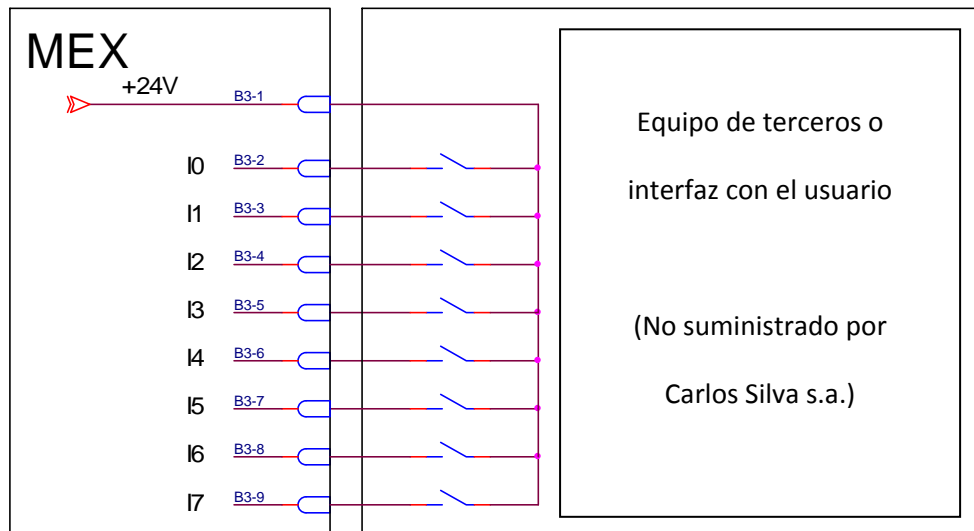 MEX
+24V B3-1
I0 B3-2
I1 B3-3
I2 B3-4
I3 B3-5
I4 B3-6
I5 B3-7
I6 B3-8
I7 B3-9
Equipo de terceros o
interfaz con el usuario
(No suministrado por
Carlos Silva s.a.)